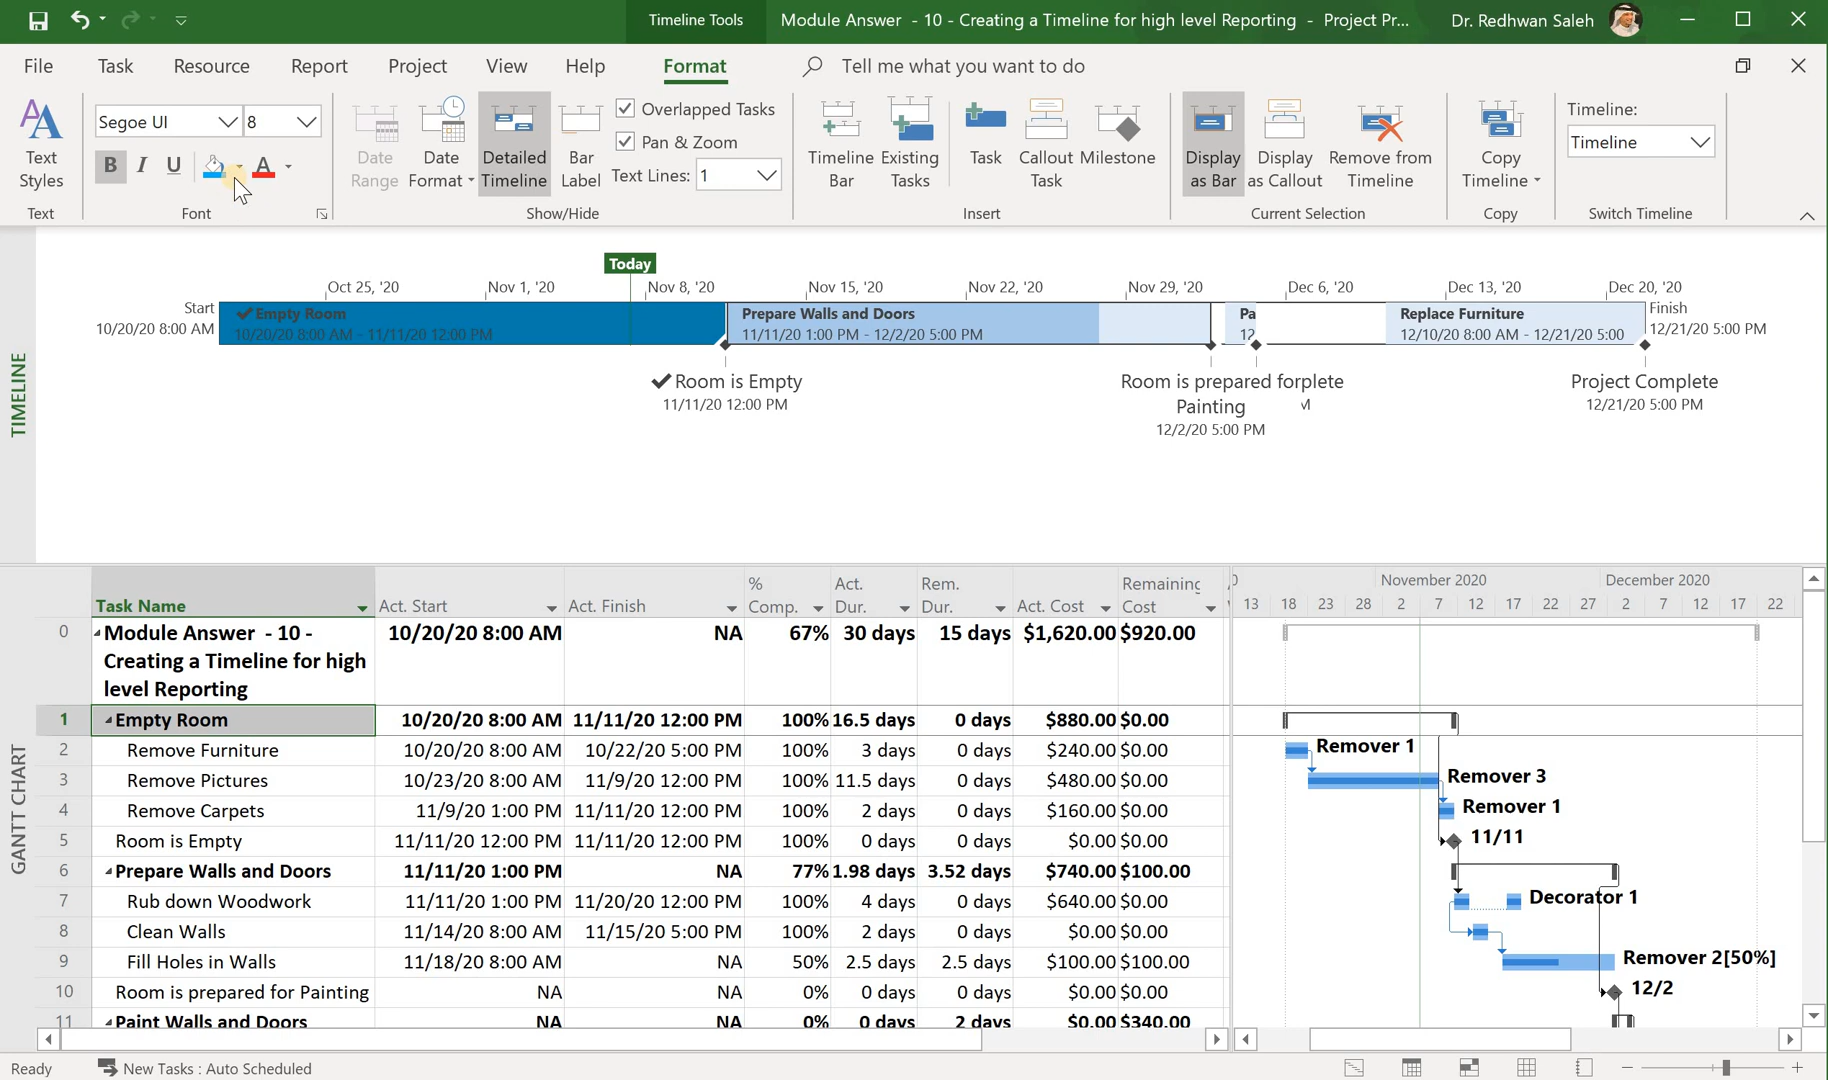 Timeline Tools
Module Answer - 10 - Creating a Timeline for high level Reporting - Project Pr...
Dr. Redhwan Saleh
File Task Resource Report Project View Help Format Tell me what you want to do
Text Styles
Segoe UI 8
B I U A
Date Range
Date Format
Detailed Timeline
Bar Label
Overlapped Tasks
Pan & Zoom
Text Lines: 1
Timeline Bar
Existing Tasks
Task
Callout Task
Milestone
Display as Bar
Display as Callout
Remove from Timeline
Copy Timeline
Timeline:
Timeline
Text Font Show/Hide Insert Current Selection Copy Switch Timeline
TIMELINE
Today
Oct 25, '20 Nov 1, '20 Nov 8, '20 Nov 15, '20 Nov 22, '20 Nov 29, '20 Dec 6, '20 Dec 13, '20 Dec 20, '20
Start
10/20/20 8:00 AM
Empty Room
10/20/20 8:00 AM - 11/11/20 12:00 PM
Prepare Walls and Doors
11/11/20 1:00 PM - 12/2/20 5:00 PM
Pa
12
Replace Furniture
12/10/20 8:00 AM - 12/21/20 5:00
Finish
12/21/20 5:00 PM
Room is Empty
11/11/20 12:00 PM
Room is prepared forplete
Painting
12/2/20 5:00 PM
Project Complete
12/21/20 5:00 PM
GANTT CHART
Task Name Act. Start Act. Finish % Comp. Act. Dur. Rem. Dur. Act. Cost Remaining Cost
November 2020 December 2020
13 18 23 28 2 7 12 17 22 27 2 7 12 17 22
0 Module Answer - 10 - 10/20/20 8:00 AM NA 67% 30 days 15 days $1,620.00 $920.00
Creating a Timeline for high
level Reporting
1 Empty Room 10/20/20 8:00 AM 11/11/20 12:00 PM 100% 16.5 days 0 days $880.00 $0.00
2 Remove Furniture 10/20/20 8:00 AM 10/22/20 5:00 PM 100% 3 days 0 days $240.00 $0.00 Remover 1
3 Remove Pictures 10/23/20 8:00 AM 11/9/20 12:00 PM 100% 11.5 days 0 days $480.00 $0.00 Remover 3
4 Remove Carpets 11/9/20 1:00 PM 11/11/20 12:00 PM 100% 2 days 0 days $160.00 $0.00 Remover 1
5 Room is Empty 11/11/20 12:00 PM 11/11/20 12:00 PM 100% 0 days 0 days $0.00 $0.00 11/11
6 Prepare Walls and Doors 11/11/20 1:00 PM NA 77% 1.98 days 3.52 days $740.00 $100.00
7 Rub down Woodwork 11/11/20 1:00 PM 11/20/20 12:00 PM 100% 4 days 0 days $640.00 $0.00 Decorator 1
8 Clean Walls 11/14/20 8:00 AM 11/15/20 5:00 PM 100% 2 days 0 days $0.00 $0.00
9 Fill Holes in Walls 11/18/20 8:00 AM NA 50% 2.5 days 2.5 days $100.00 $100.00 Remover 2[50%]
10 Room is prepared for Painting NA NA 0% 0 days 0 days $0.00 $0.00 12/2
11 Paint Walls and Doors NA NA 0% 0 days 2 days $0.00 $340.00
Ready New Tasks : Auto Scheduled